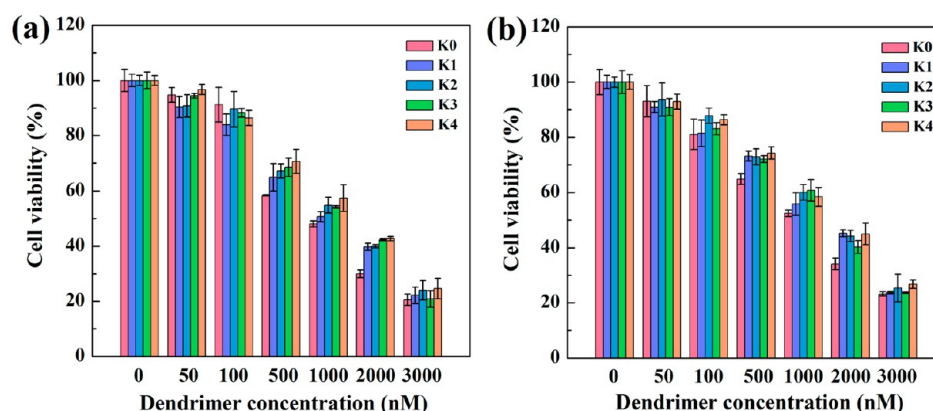 (a)
Cell viability (%)
120
100
80
60
40
20
0
K0
K1
K2
K3
K4
0 50 100 500 1000 2000 3000
Dendrimer concentration (nM)
(b)
Cell viability (%)
120
100
80
60
40
20
0
K0
K1
K2
K3
K4
0 50 100 500 1000 2000 3000
Dendrimer concentration (nM)